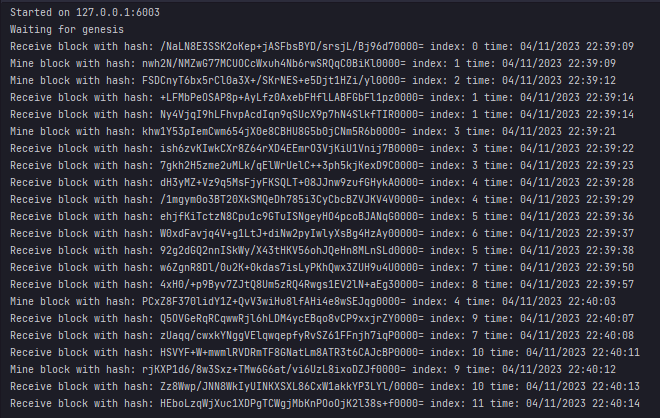 Started on 127.0.0.1:6003
Waiting for genesis
Receive block with hash: /NaLN8E3SSK2oKep+jASFbsBYD/srsjL/Bj96d70000= index: 0 time: 04/11/2023 22:39:09
Mine block with hash: nwh2N/NMZwG77MCUOCcWxuh4Nb6rwSRQqC0BiKl0000= index: 1 time: 04/11/2023 22:39:09
Mine block with hash: FSDCnyT6bx5rClOa3X+/SKrNES+e5Djt1HZi/yl0000= index: 2 time: 04/11/2023 22:39:12
Receive block with hash: +LFMbPeOSAP8p+AyLfz0AxebFHflLABFGbFl1pz0000= index: 1 time: 04/11/2023 22:39:14
Receive block with hash: Ny4VjqI9hLFhvpAcdIqn9qSUcX9p7hN4SlkfTIR0000= index: 1 time: 04/11/2023 22:39:14
Mine block with hash: khw1Y53pIemCwm654jX0e8CBHU8G5b0jCNm5R6b0000= index: 3 time: 04/11/2023 22:39:21
Receive block with hash: ish6zvKIwkCXr8Z64rXD4EEmrO3VjKiU1Vnij7B0000= index: 3 time: 04/11/2023 22:39:22
Receive block with hash: 7gkh2H5zme2uMLk/qElWrUelC++3ph5kjKexD9C0000= index: 3 time: 04/11/2023 22:39:23
Receive block with hash: dH3yMZ+Vz9q5MsFjyFKSQLT+08JJnw9zufGHykA0000= index: 4 time: 04/11/2023 22:39:28
Receive block with hash: /1mgym0o3BT20XkSMQeDh785i3CyCbcBZVJKV4V0000= index: 4 time: 04/11/2023 22:39:29
Receive block with hash: ehjfKiTctzN8Cpu1c9GTuISNgeyHO4pcoBJANqG0000= index: 5 time: 04/11/2023 22:39:36
Receive block with hash: WOxdFavjq4V+g1LtJ+diNw2pyIwlyXsBg4HzAy00000= index: 6 time: 04/11/2023 22:39:37
Receive block with hash: 92g2dGQ2nnISkWy/X43tHKV56ohJQeHn8MLnSLd0000= index: 5 time: 04/11/2023 22:39:38
Receive block with hash: w6ZgnR8Dl/0u2K+0kdas7isLyPKhQwx3ZUH9u4U0000= index: 7 time: 04/11/2023 22:39:50
Receive block with hash: 4xH0/+p9Byv7ZJtQ8Um5zRQ4Rwgs1EV2lN+aEg30000= index: 8 time: 04/11/2023 22:39:57
Mine block with hash: PCxZ8F370lidY1Z+QvV3wiHu8lfAHi4e8wSEJqg0000= index: 4 time: 04/11/2023 22:40:03
Receive block with hash: Q5OVGeRqRCqwwRjl6hLDM4ycEBqo8vCP9xxjrZY0000= index: 9 time: 04/11/2023 22:40:07
Receive block with hash: zUaqq/cwxkYNggVElqwqepfyRvSZ61FFnjh7iqP0000= index: 7 time: 04/11/2023 22:40:08
Receive block with hash: HSVYF+W+mwmlRVDRmTF8GNatLm8ATR3t6CAJcBP0000= index: 10 time: 04/11/2023 22:40:11
Mine block with hash: rjKXP1d6/8w3Sxz+TMw6G6at/vi6UzL8ixoDZJf0000= index: 9 time: 04/11/2023 22:40:12
Receive block with hash: Zz8Wwp/JNN8WkIyUINKXSXL86CxW1akkYP3LYl/0000= index: 10 time: 04/11/2023 22:40:13
Receive block with hash: HEboLzqWjXuc1XDPgTCWgjMbKnPOoOjK2l38s+f0000= index: 11 time: 04/11/2023 22:40:14